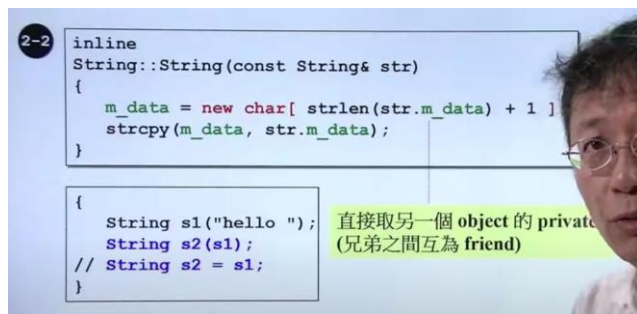 2-2
inline
String::String(const String& str)
{
m_data = new char[ strlen(str.m_data) + 1 ]
strcpy(m_data, str.m_data);
}
{
String s1("hello ");
String s2(s1);
// String s2 = s1;
}
直接取另一個 object 的 private
(兄弟之間互為 friend)